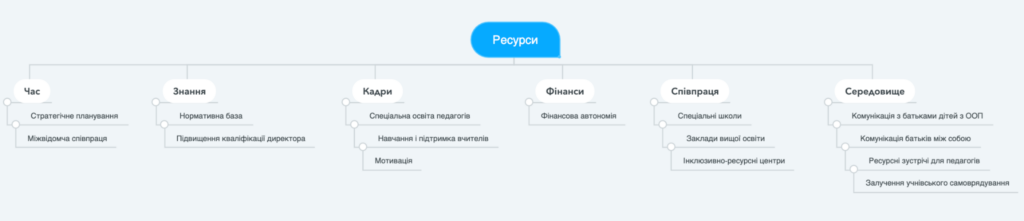 Ресурси
Час
Стратегічне планування
Міжвідомча співпраця
Знання
Нормативна база
Підвищення кваліфікації директора
Кадри
Спеціальна освіта педагогів
Навчання і підтримка вчителів
Мотивація
Фінанси
Фінансова автономія
Співпраця
Спеціальні школи
Заклади вищої освіти
Інклюзивно-ресурсні центри
Середовище
Комунікація з батьками дітей з ООП
Комунікація батьків між собою
Ресурсні зустрічі для педагогів
Залучення учнівського самоврядування